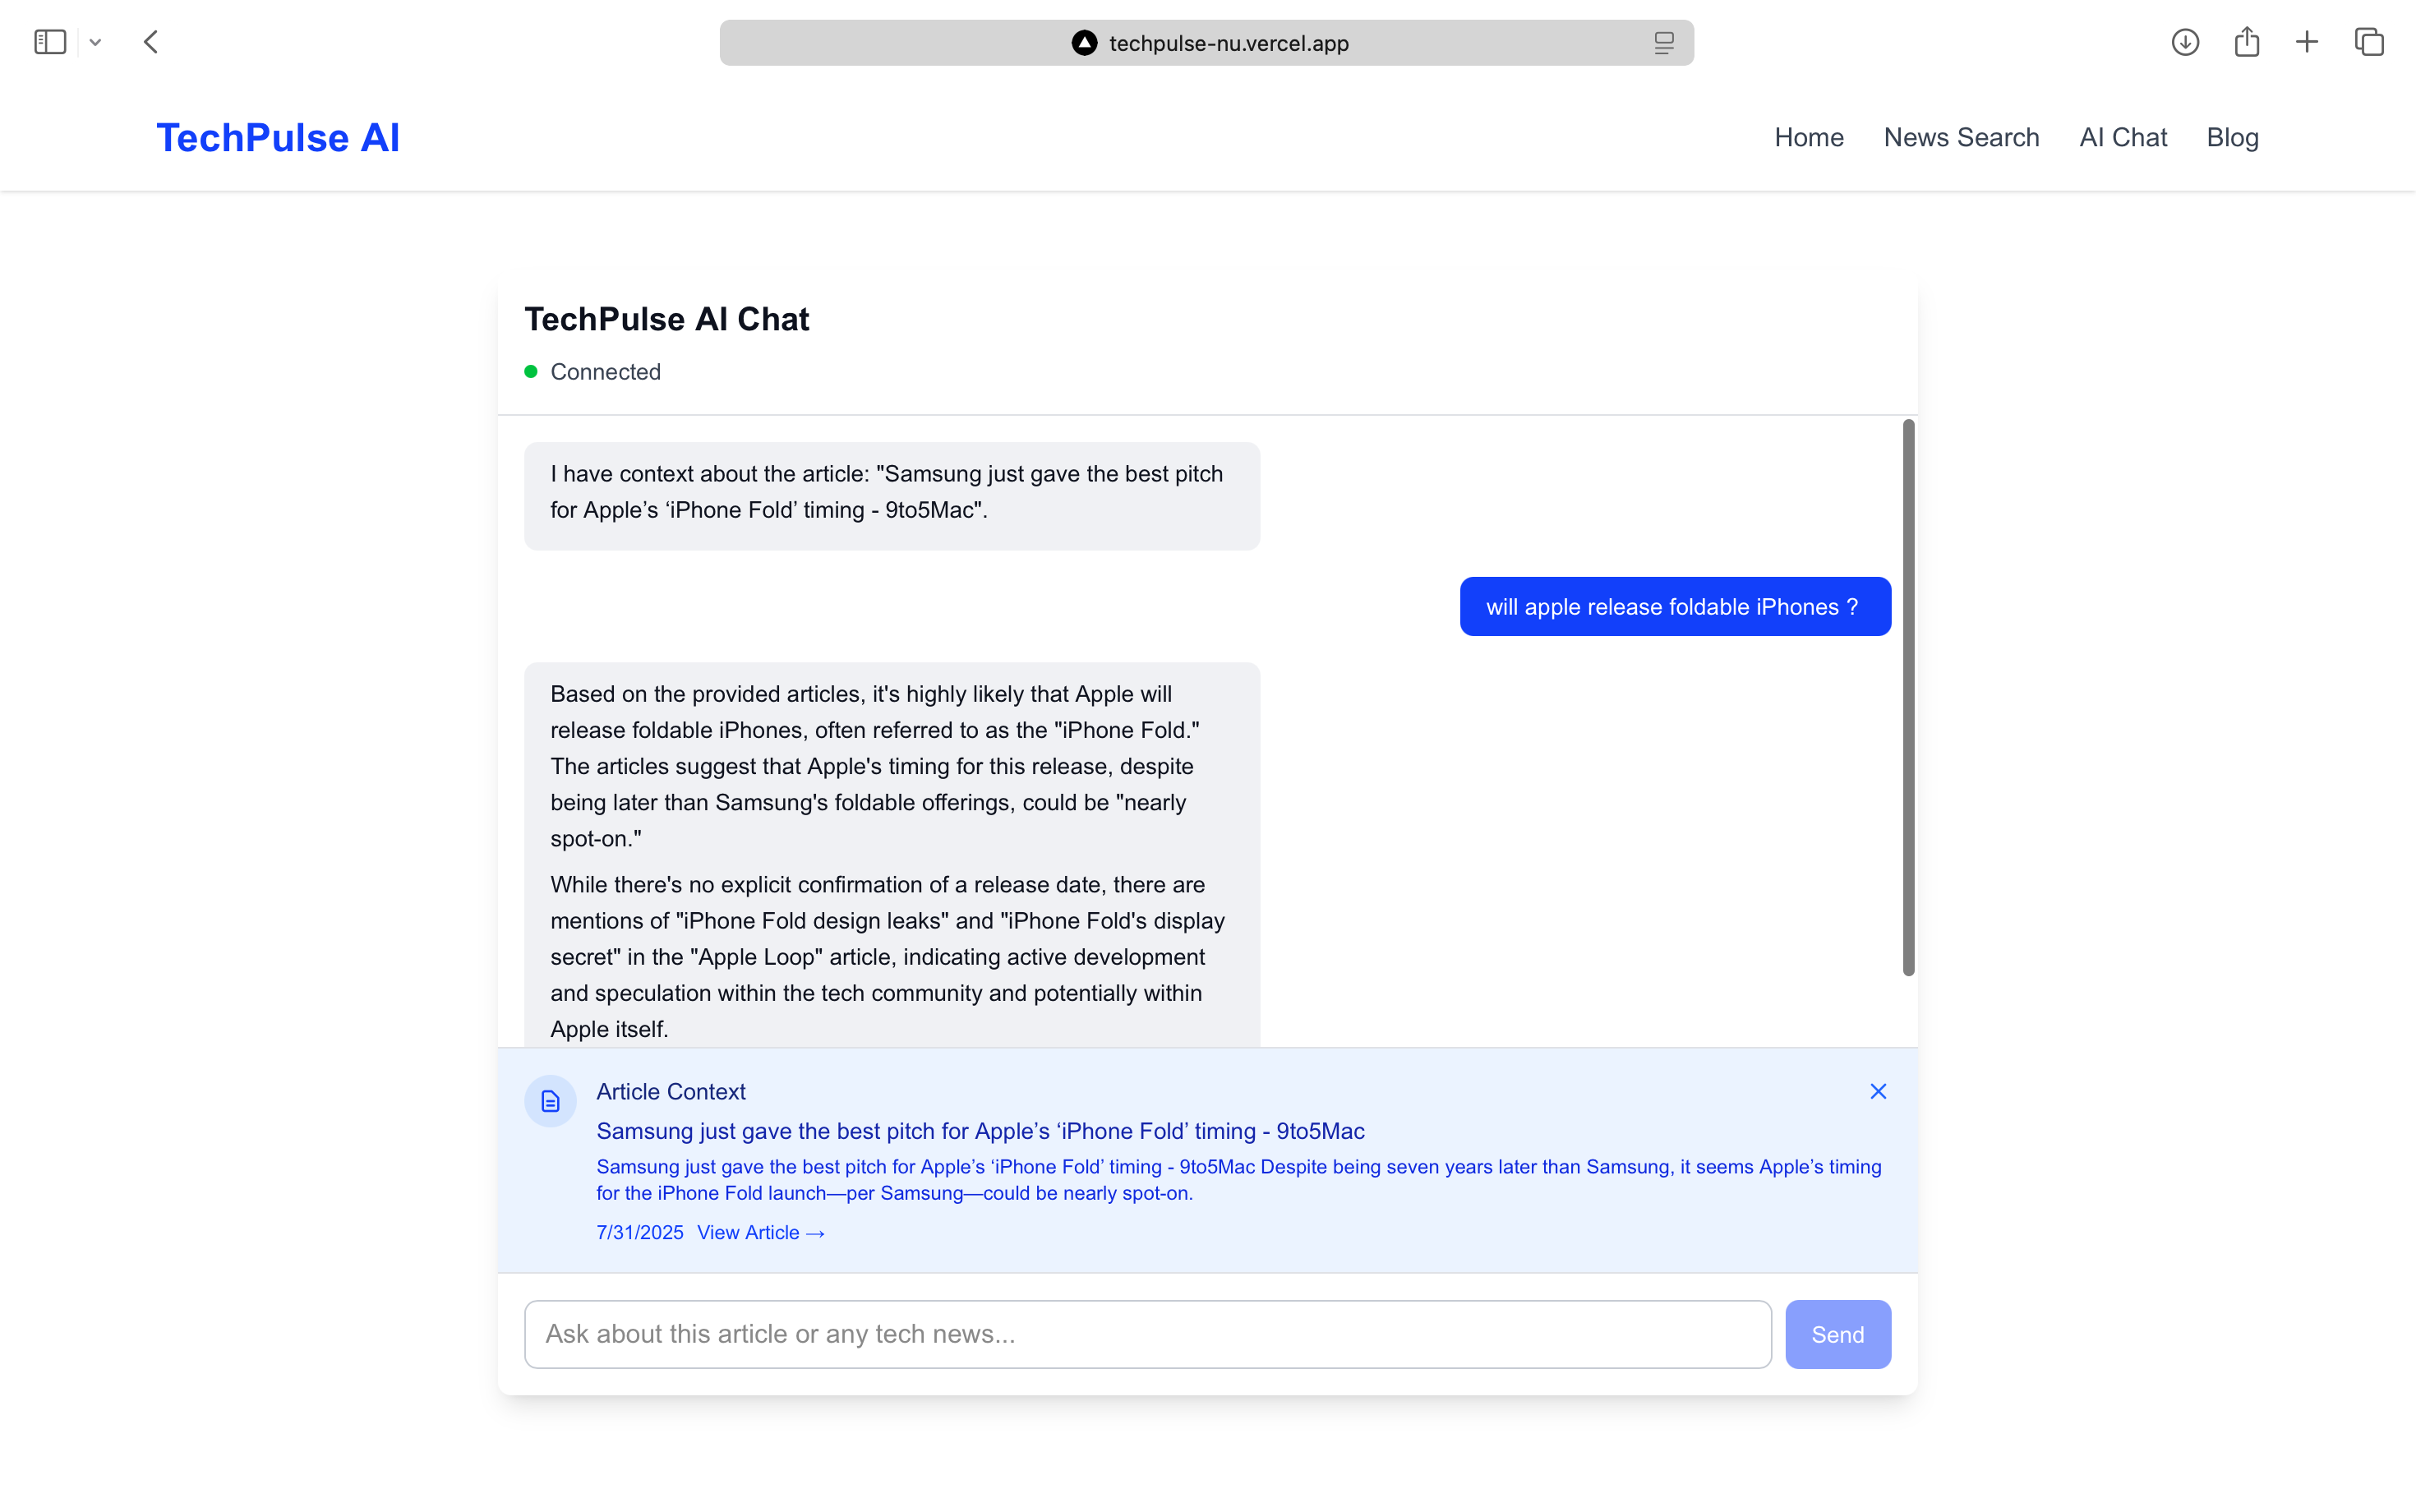 techpulse-nu.vercel.app
TechPulse AI
Home News Search AI Chat Blog
TechPulse AI Chat
Connected
I have context about the article: "Samsung just gave the best pitch
for Apple’s ‘iPhone Fold’ timing - 9to5Mac".
will apple release foldable iPhones ?
Based on the provided articles, it's highly likely that Apple will
release foldable iPhones, often referred to as the "iPhone Fold."
The articles suggest that Apple's timing for this release, despite
being later than Samsung's foldable offerings, could be "nearly
spot-on."
While there's no explicit confirmation of a release date, there are
mentions of "iPhone Fold design leaks" and "iPhone Fold's display
secret" in the "Apple Loop" article, indicating active development
and speculation within the tech community and potentially within
Apple itself.
Article Context
Samsung just gave the best pitch for Apple’s ‘iPhone Fold’ timing - 9to5Mac
Samsung just gave the best pitch for Apple’s ‘iPhone Fold’ timing - 9to5Mac Despite being seven years later than Samsung, it seems Apple’s timing
for the iPhone Fold launch—per Samsung—could be nearly spot-on.
7/31/2025 View Article →
Ask about this article or any tech news...
Send